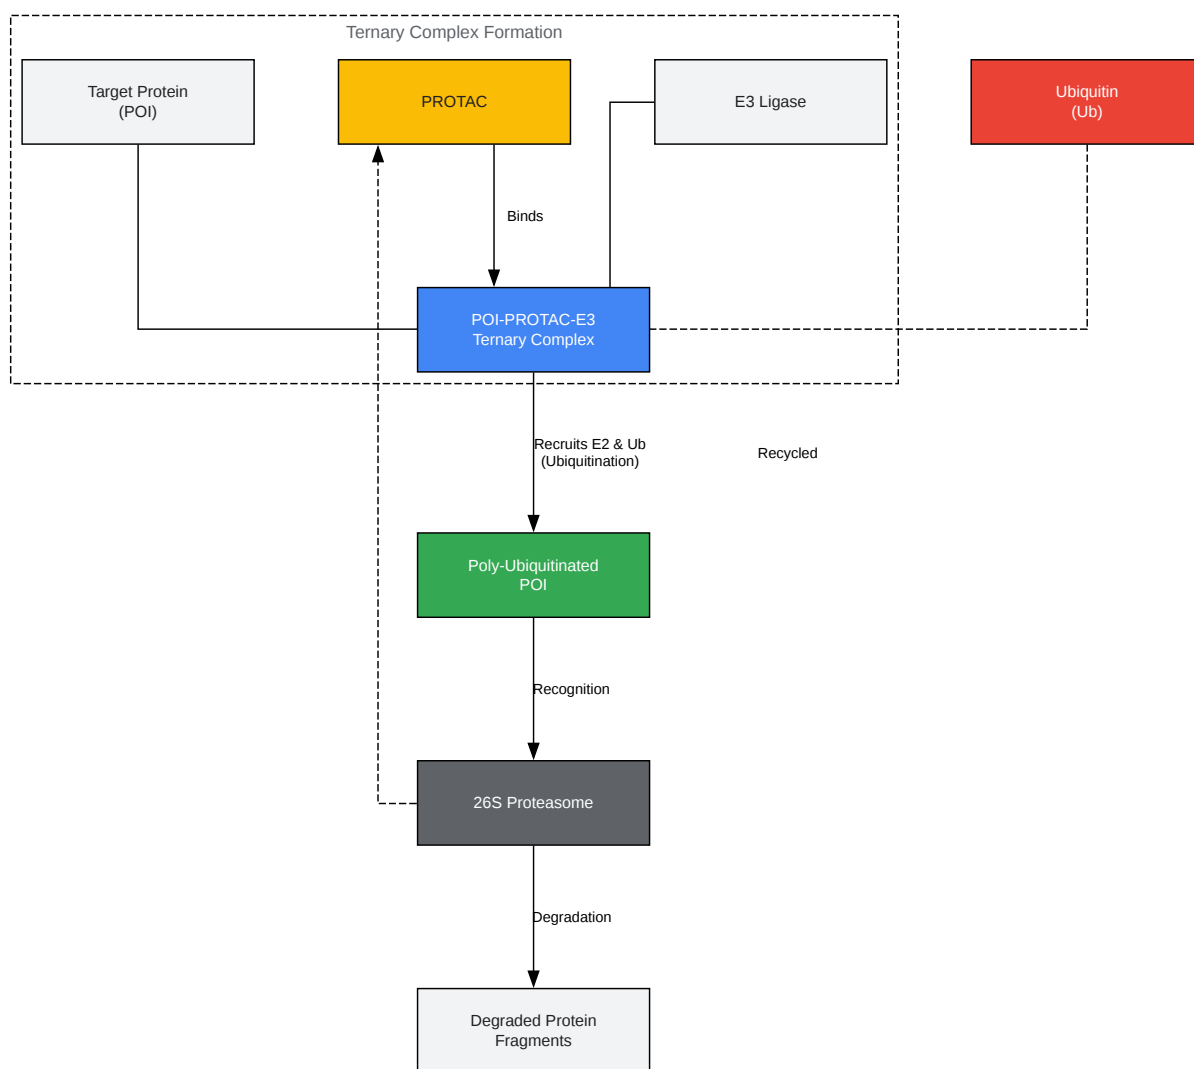 Ternary Complex Formation
Target Protein
(POI)
PROTAC
E3 Ligase
Ubiquitin
(Ub)
Binds
POI-PROTAC-E3
Ternary Complex
Recruits E2 & Ub
(Ubiquitination)
Recycled
Poly-Ubiquitinated
POI
Recognition
26S Proteasome
Degradation
Degraded Protein
Fragments